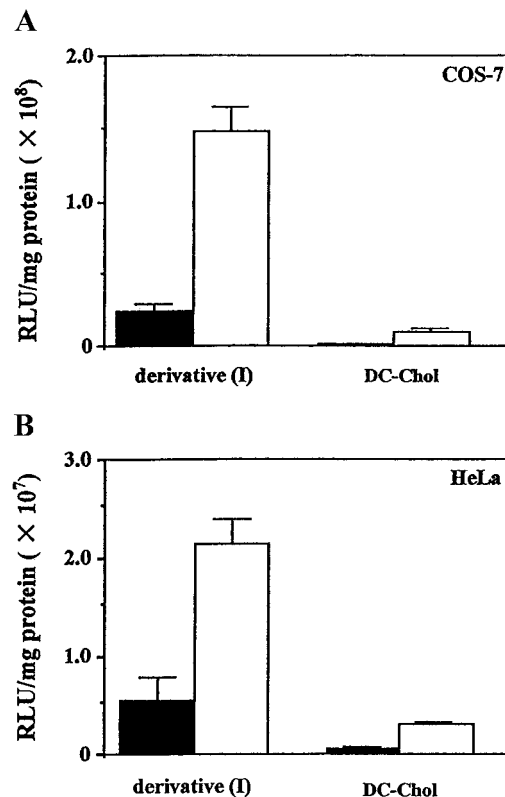 A
COS-7
RLU/mg protein ( × 10⁸)
2.0
1.0
0
derivative (I) DC-Chol
B
HeLa
RLU/mg protein ( × 10⁷)
3.0
2.0
1.0
0
derivative (I) DC-Chol